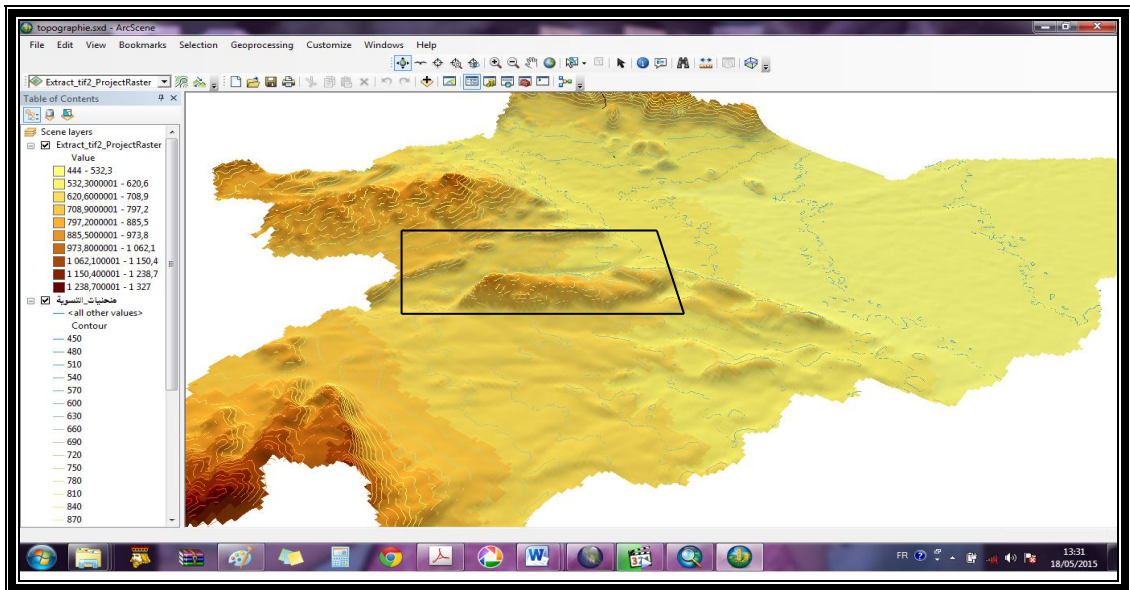 topographie.sxd - ArcScene
File Edit View Bookmarks Selection Geoprocessing Customize Windows Help
Extract_tif2_ProjectRaster
Table of Contents
Scene layers
Extract_tif2_ProjectRaster
Value
444 - 532,3
532,3000001 - 620,6
620,6000001 - 708,9
708,9000001 - 797,2
797,2000001 - 885,5
885,5000001 - 973,8
973,8000001 - 1 062,1
1 062,100001 - 1 150,4
1 150,400001 - 1 238,7
1 238,700001 - 1 327
منحنيات_التسوية
<all other values>
Contour
450
480
510
540
570
600
630
660
690
720
750
780
810
840
870
FR
13:31
18/05/2015